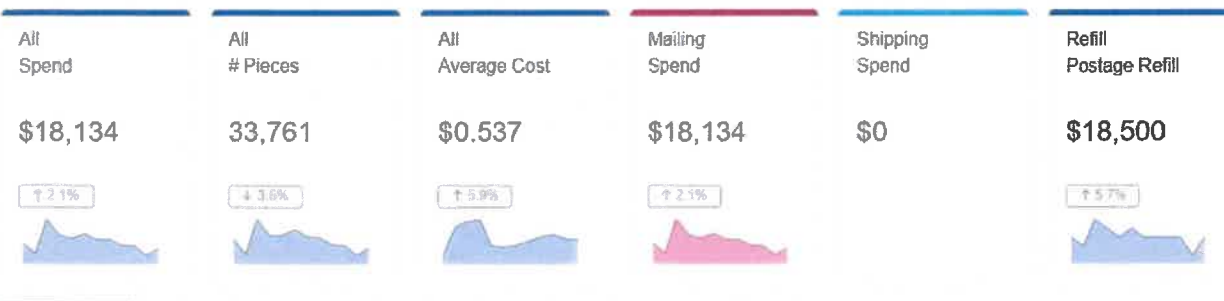 All
Spend
$18,134
↑ 2.1%
All
# Pieces
33,761
↓ 3.6%
All
Average Cost
$0.537
↑ 5.9%
Mailing
Spend
$18,134
↑ 2.1%
Shipping
Spend
$0
Refill
Postage Refill
$18,500
↑ 5.7%